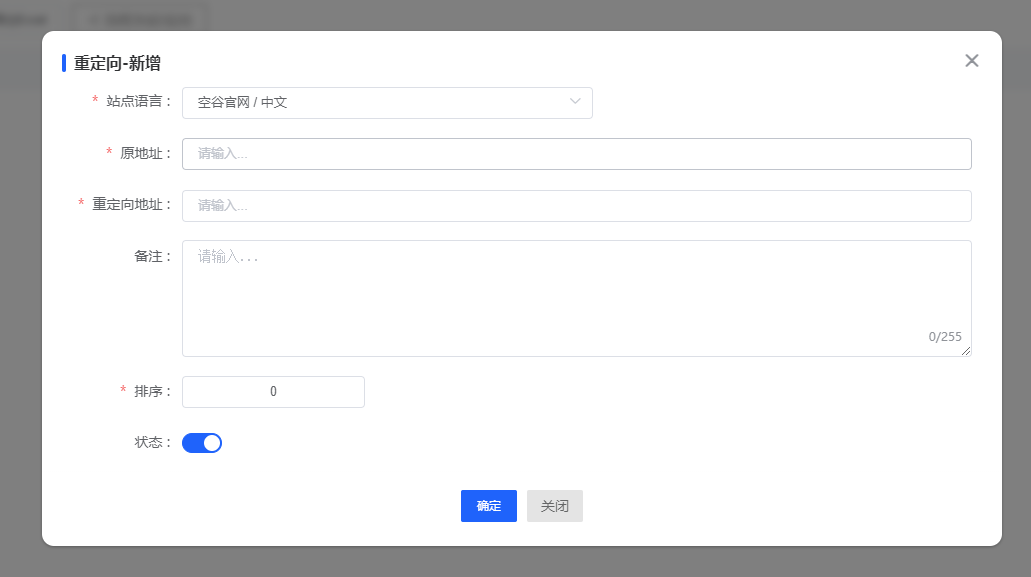 重定向-新增
* 站点语言： 空谷官网 / 中文
* 原地址： 请输入...
* 重定向地址： 请输入...
备注： 请输入...
0/255
* 排序： 0
状态：
确定 关闭